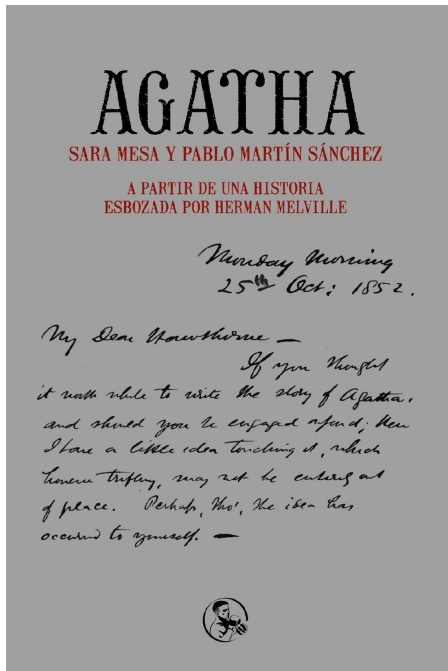 AGATHA
SARA MESA Y PABLO MARTÍN SÁNCHEZ
A PARTIR DE UNA HISTORIA
ESBOZADA POR HERMAN MELVILLE
Monday Morning
25th Oct: 1852.
My Dear Hawthorne —
If you thought
it worth while to write the story of Agatha,
and should you be engaged upon it; then
I have a little idea touching it, which
however trifling, may not be entirely out
of place. Perhaps, tho', the idea has
occurred to yourself. —